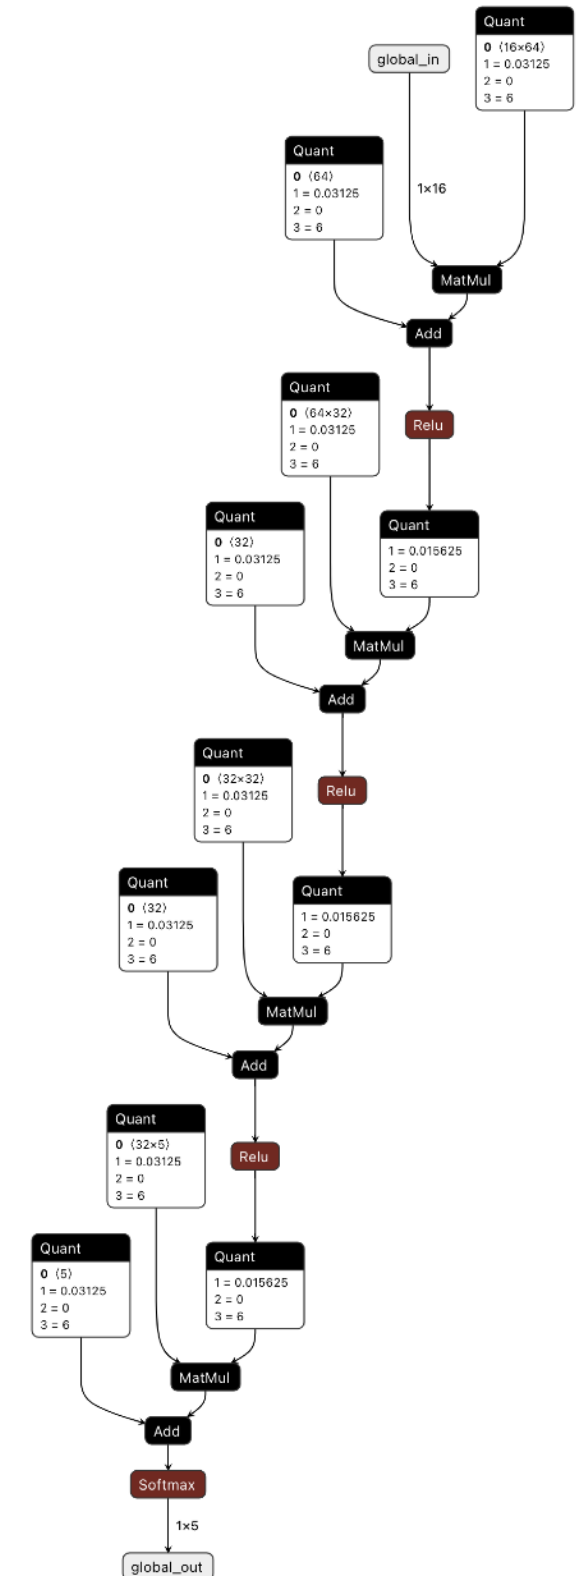 Quant
0 ⟨16×64⟩
1 = 0.03125
2 = 0
3 = 6
global_in
Quant
0 ⟨64⟩
1 = 0.03125
2 = 0
3 = 6
1×16
MatMul
Add
Quant
0 ⟨64×32⟩
1 = 0.03125
2 = 0
3 = 6
Relu
Quant
0 ⟨32⟩
1 = 0.03125
2 = 0
3 = 6
Quant
1 = 0.015625
2 = 0
3 = 6
MatMul
Add
Quant
0 ⟨32×32⟩
1 = 0.03125
2 = 0
3 = 6
Relu
Quant
0 ⟨32⟩
1 = 0.03125
2 = 0
3 = 6
Quant
1 = 0.015625
2 = 0
3 = 6
MatMul
Add
Quant
0 ⟨32×5⟩
1 = 0.03125
2 = 0
3 = 6
Relu
Quant
0 ⟨5⟩
1 = 0.03125
2 = 0
3 = 6
Quant
1 = 0.015625
2 = 0
3 = 6
MatMul
Add
Softmax
1×5
global_out